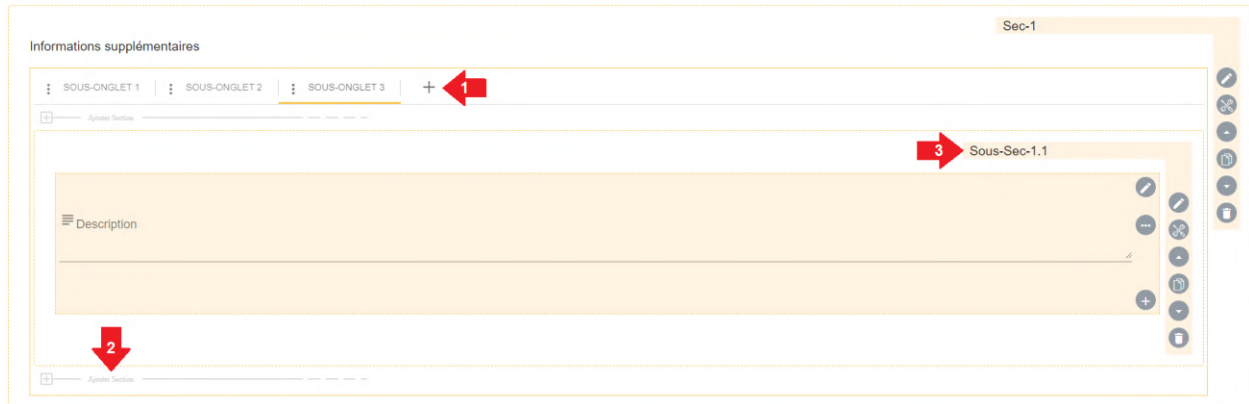 Sec-1
Informations supplémentaires
SOUS-ONGLET 1 SOUS-ONGLET 2 SOUS-ONGLET 3 1
Ajouter Section
3 Sous-Sec-1.1
Description
2
Ajouter Section